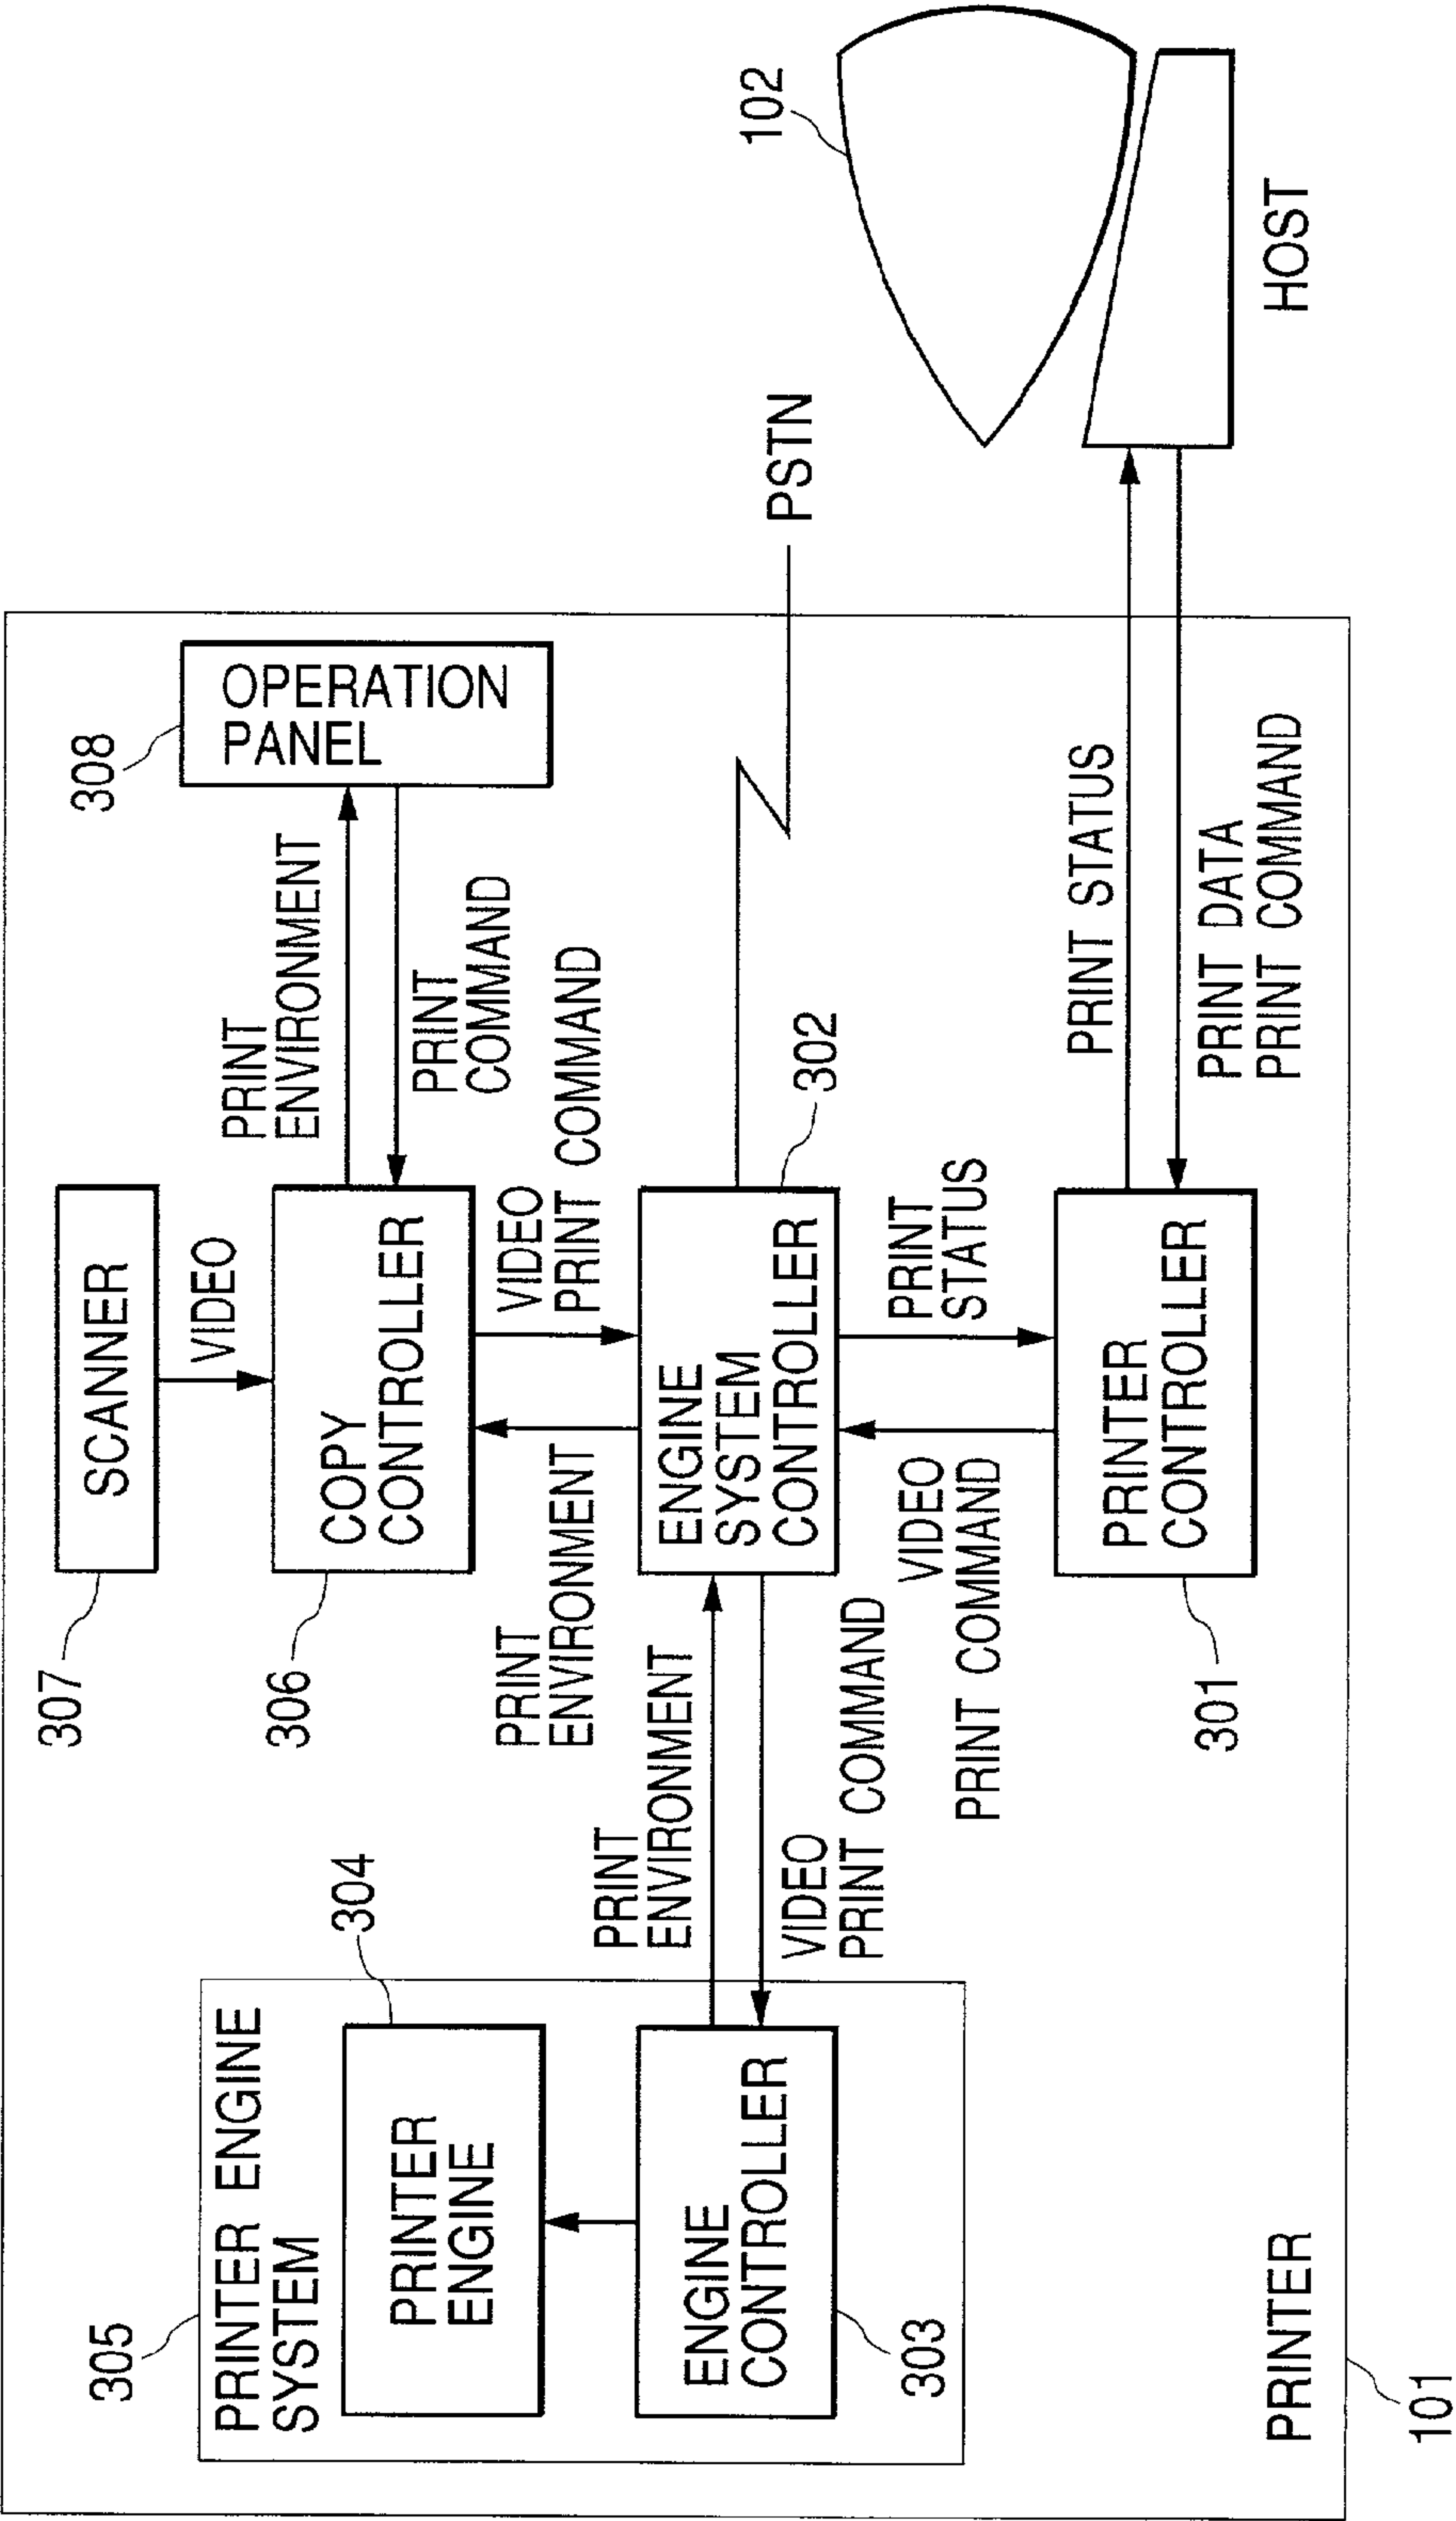 307
SCANNER
VIDEO
308
OPERATION
PANEL
PRINT
ENVIRONMENT
PRINT
COMMAND
306
COPY
CONTROLLER
VIDEO
PRINT COMMAND
PRINT
ENVIRONMENT
305
PRINTER ENGINE
SYSTEM
304
PRINTER
ENGINE
ENGINE
CONTROLLER
303
PRINT
ENVIRONMENT
VIDEO
PRINT COMMAND
ENGINE
SYSTEM
CONTROLLER
302
PSTN
102
HOST
PRINT
STATUS
VIDEO
PRINT COMMAND
PRINTER
CONTROLLER
301
PRINT STATUS
PRINT DATA
PRINT COMMAND
PRINTER
101